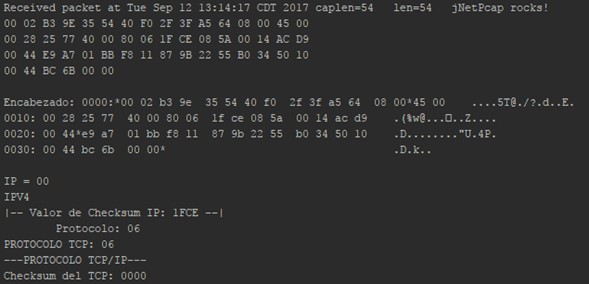 Received packet at Tue Sep 12 13:14:17 CDT 2017 caplen=54 len=54 jNetPcap rocks!
00 02 B3 9E 35 54 40 F0 2F 3F A5 64 08 00 45 00
00 28 25 77 40 00 80 06 1F CE 08 5A 00 14 AC D9
00 44 E9 A7 01 BB F8 11 87 9B 22 55 B0 34 50 10
00 44 BC 6B 00 00
Encabezado: 0000:*00 02 b3 9e 35 54 40 f0 2f 3f a5 64 08 00*45 00 ....5T@./?.d..E.
0010: 00 28 25 77 40 00 80 06 1f ce 08 5a 00 14 ac d9 .(%w@...□..Z....
0020: 00 44*e9 a7 01 bb f8 11 87 9b 22 55 b0 34 50 10 .D........"U.4P.
0030: 00 44 bc 6b 00 00* .D.k..
IP = 00
IPV4
|-- Valor de Checksum IP: 1FCE --|
Protocolo: 06
PROTOCOLO TCP: 06
---PROTOCOLO TCP/IP---
Checksum del TCP: 0000